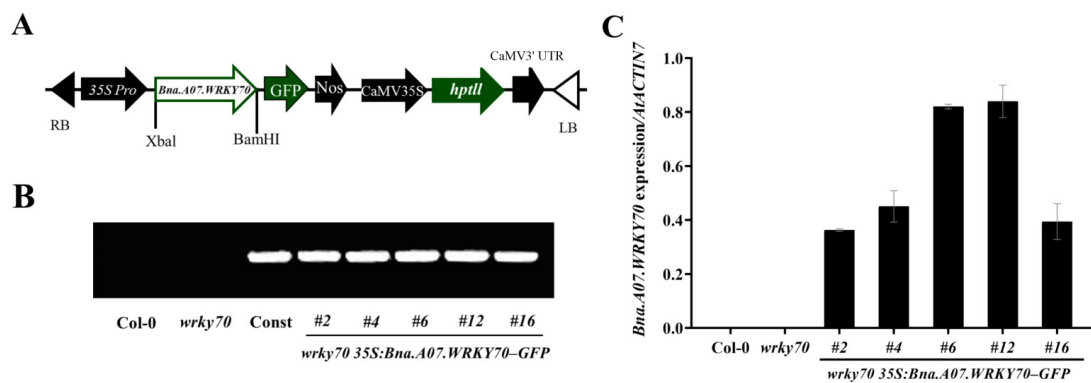 A
CaMV3' UTR
35S Pro
Bna.A07.WRKY70
GFP
Nos
CaMV35S
hptll
RB
XbaI
BamHI
LB
B
Col-0 wrky70 Const #2 #4 #6 #12 #16
wrky70 35S:Bna.A07.WRKY70–GFP
C
Bna.A07.WRKY70 expression/AtACTIN7
1.0
0.8
0.6
0.4
0.2
0.0
Col-0 wrky70 #2 #4 #6 #12 #16
wrky70 35S:Bna.A07.WRKY70–GFP